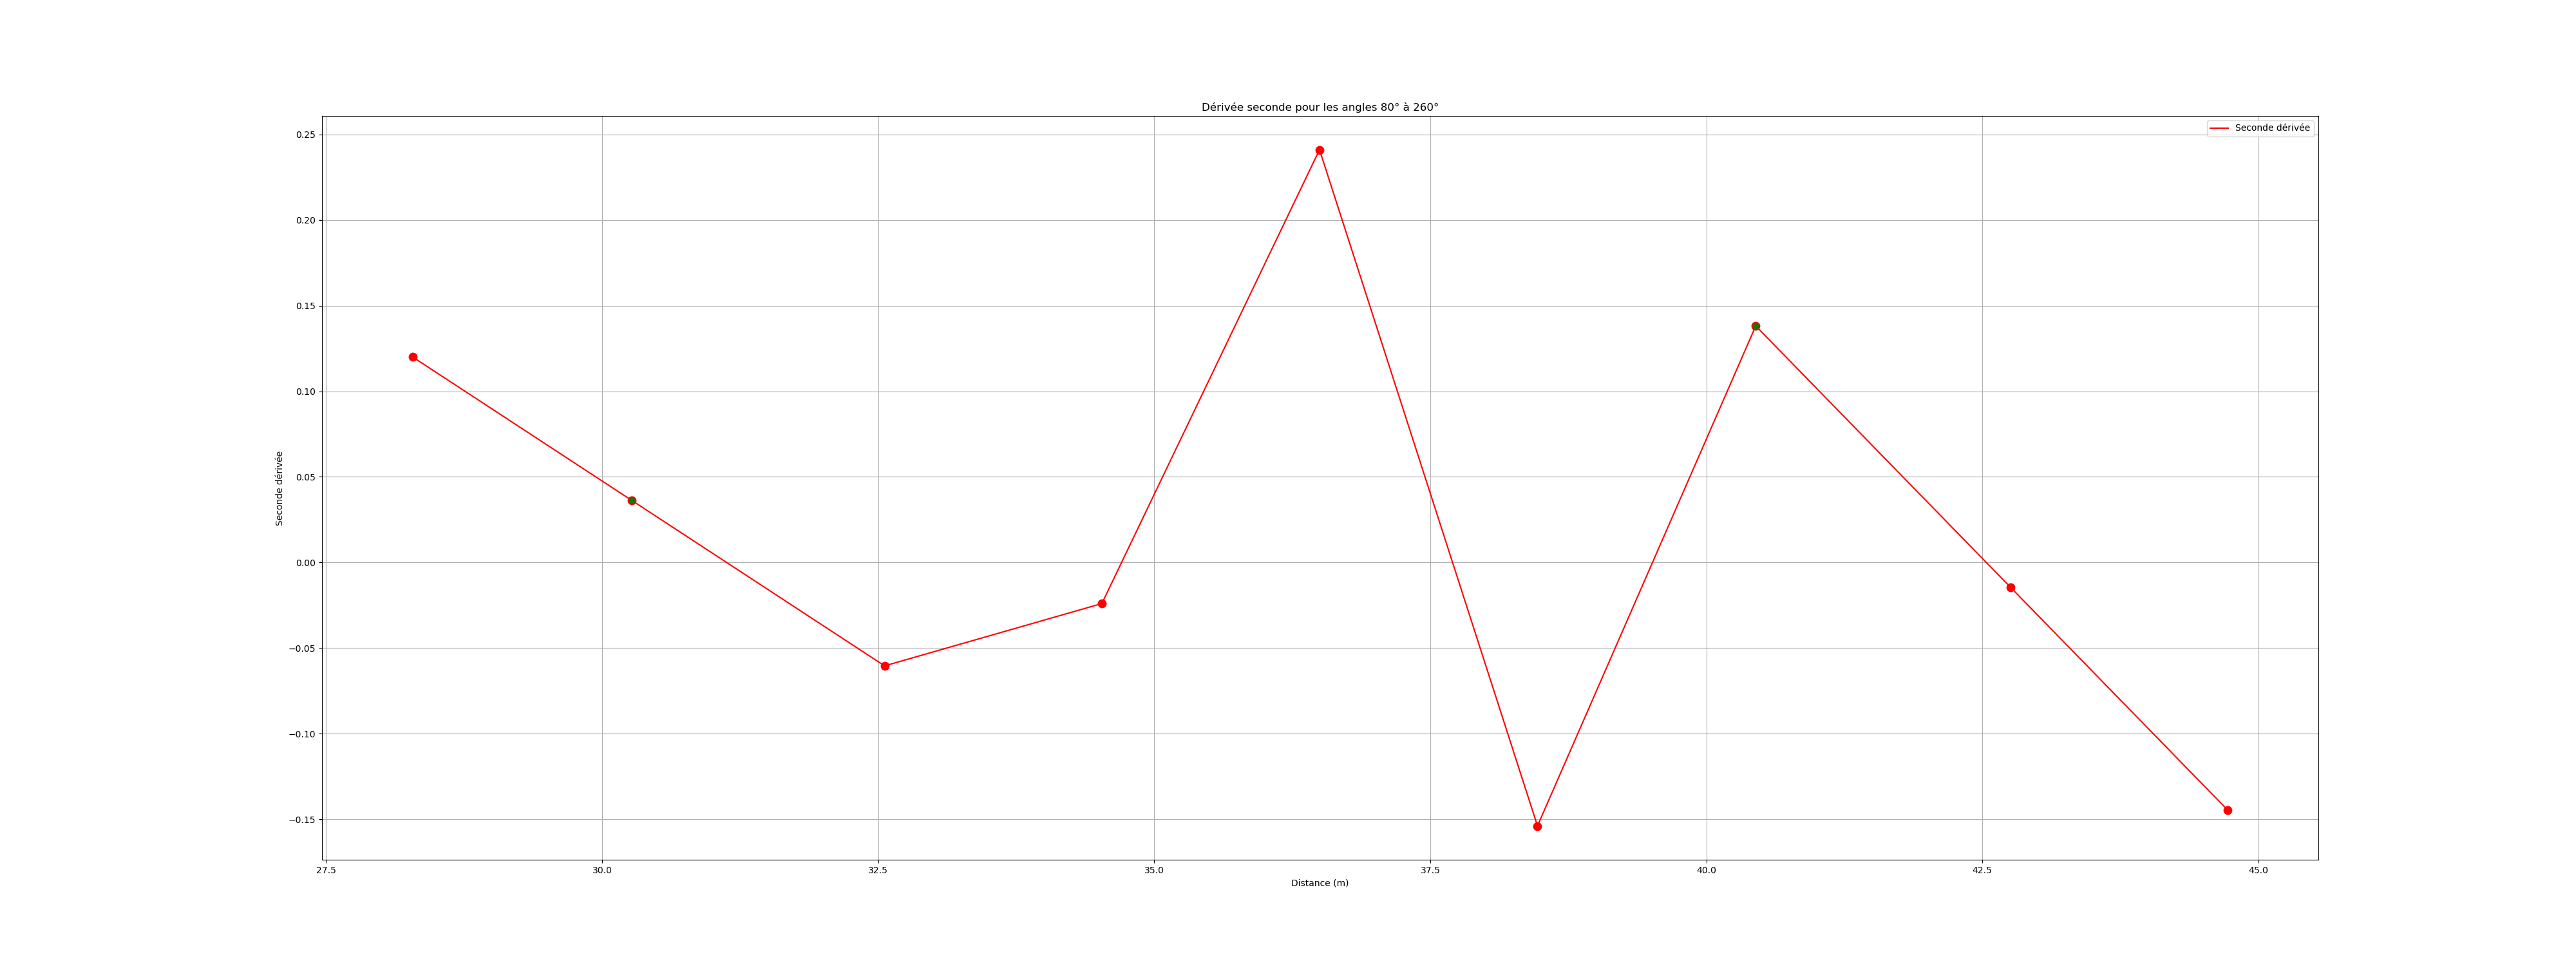 Dérivée seconde pour les angles 80° à 260°
Seconde dérivée
0.25
0.20
0.15
0.10
0.05
0.00
−0.05
−0.10
−0.15
Seconde dérivée
27.5 30.0 32.5 35.0 37.5 40.0 42.5 45.0
Distance (m)